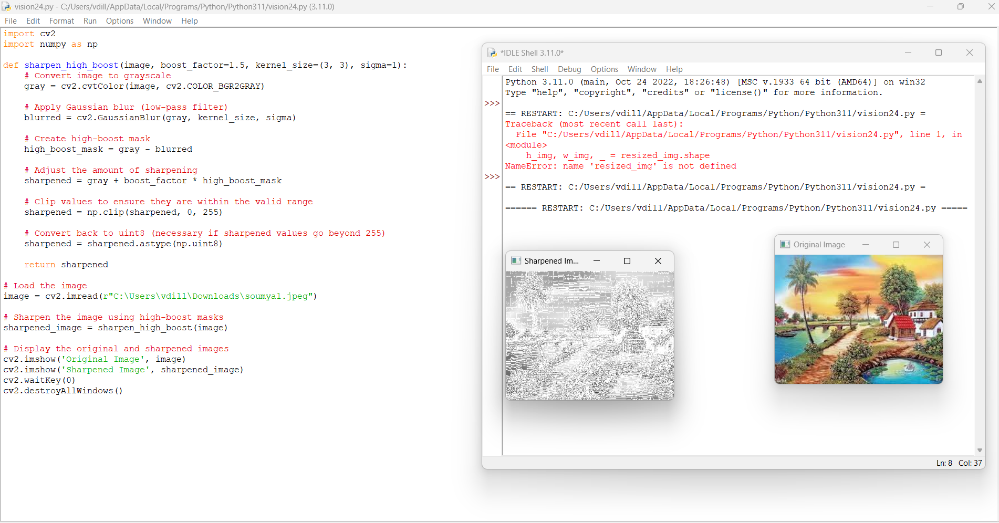 vision24.py - C:/Users/vdill/AppData/Local/Programs/Python/Python311/vision24.py (3.11.0)
File Edit Format Run Options Window Help
import cv2
import numpy as np
def sharpen_high_boost(image, boost_factor=1.5, kernel_size=(3, 3), sigma=1):
# Convert image to grayscale
gray = cv2.cvtColor(image, cv2.COLOR_BGR2GRAY)
# Apply Gaussian blur (low-pass filter)
blurred = cv2.GaussianBlur(gray, kernel_size, sigma)
# Create high-boost mask
high_boost_mask = gray - blurred
# Adjust the amount of sharpening
sharpened = gray + boost_factor * high_boost_mask
# Clip values to ensure they are within the valid range
sharpened = np.clip(sharpened, 0, 255)
# Convert back to uint8 (necessary if sharpened values go beyond 255)
sharpened = sharpened.astype(np.uint8)
return sharpened
# Load the image
image = cv2.imread(r"C:\Users\vdill\Downloads\soumya1.jpeg")
# Sharpen the image using high-boost masks
sharpened_image = sharpen_high_boost(image)
# Display the original and sharpened images
cv2.imshow('Original Image', image)
cv2.imshow('Sharpened Image', sharpened_image)
cv2.waitKey(0)
cv2.destroyAllWindows()
*IDLE Shell 3.11.0*
File Edit Shell Debug Options Window Help
Python 3.11.0 (main, Oct 24 2022, 18:26:48) [MSC v.1933 64 bit (AMD64)] on win32
Type "help", "copyright", "credits" or "license()" for more information.
>>>
== RESTART: C:/Users/vdill/AppData/Local/Programs/Python/Python311/vision24.py =
Traceback (most recent call last):
File "C:/Users/vdill/AppData/Local/Programs/Python/Python311/vision24.py", line 1, in
<module>
h_img, w_img, _ = resized_img.shape
NameError: name 'resized_img' is not defined
>>>
== RESTART: C:/Users/vdill/AppData/Local/Programs/Python/Python311/vision24.py =
====== RESTART: C:/Users/vdill/AppData/Local/Programs/Python/Python311/vision24.py =====
Original Image
Sharpened Im...
Ln: 8 Col: 37